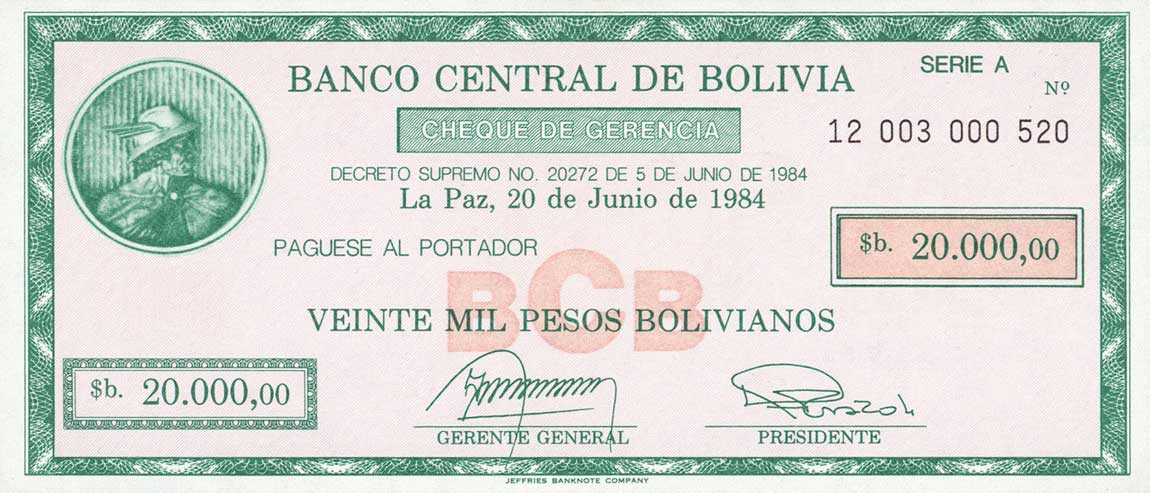 BANCO CENTRAL DE BOLIVIA
SERIE A
Nº
CHEQUE DE GERENCIA
12 003 000 520
DECRETO SUPREMO NO. 20272 DE 5 DE JUNIO DE 1984
La Paz, 20 de Junio de 1984
PAGUESE AL PORTADOR
$b. 20.000,00
BCB
VEINTE MIL PESOS BOLIVIANOS
$b. 20.000,00
GERENTE GENERAL
PRESIDENTE
JEFFRIES BANKNOTE COMPANY